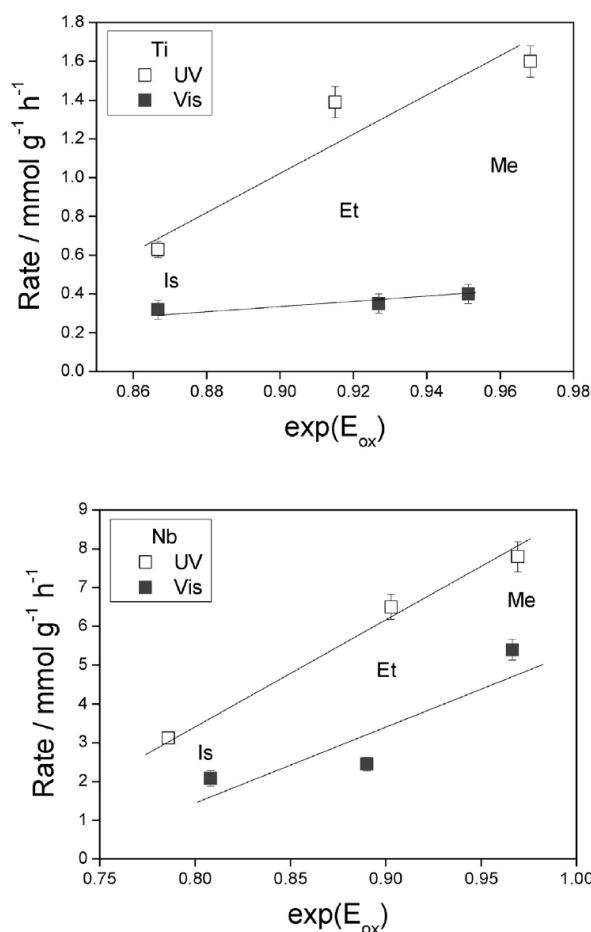 Ti
UV
Vis
Me
Et
Is
Rate / mmol g⁻¹ h⁻¹
1.8
1.6
1.4
1.2
1.0
0.8
0.6
0.4
0.2
0.0
0.86
0.88
0.90
0.92
0.94
0.96
0.98
exp(Eₒₓ)
Nb
UV
Vis
Me
Et
Is
Rate / mmol g⁻¹ h⁻¹
9
8
7
6
5
4
3
2
1
0
0.75
0.80
0.85
0.90
0.95
1.00
exp(Eₒₓ)